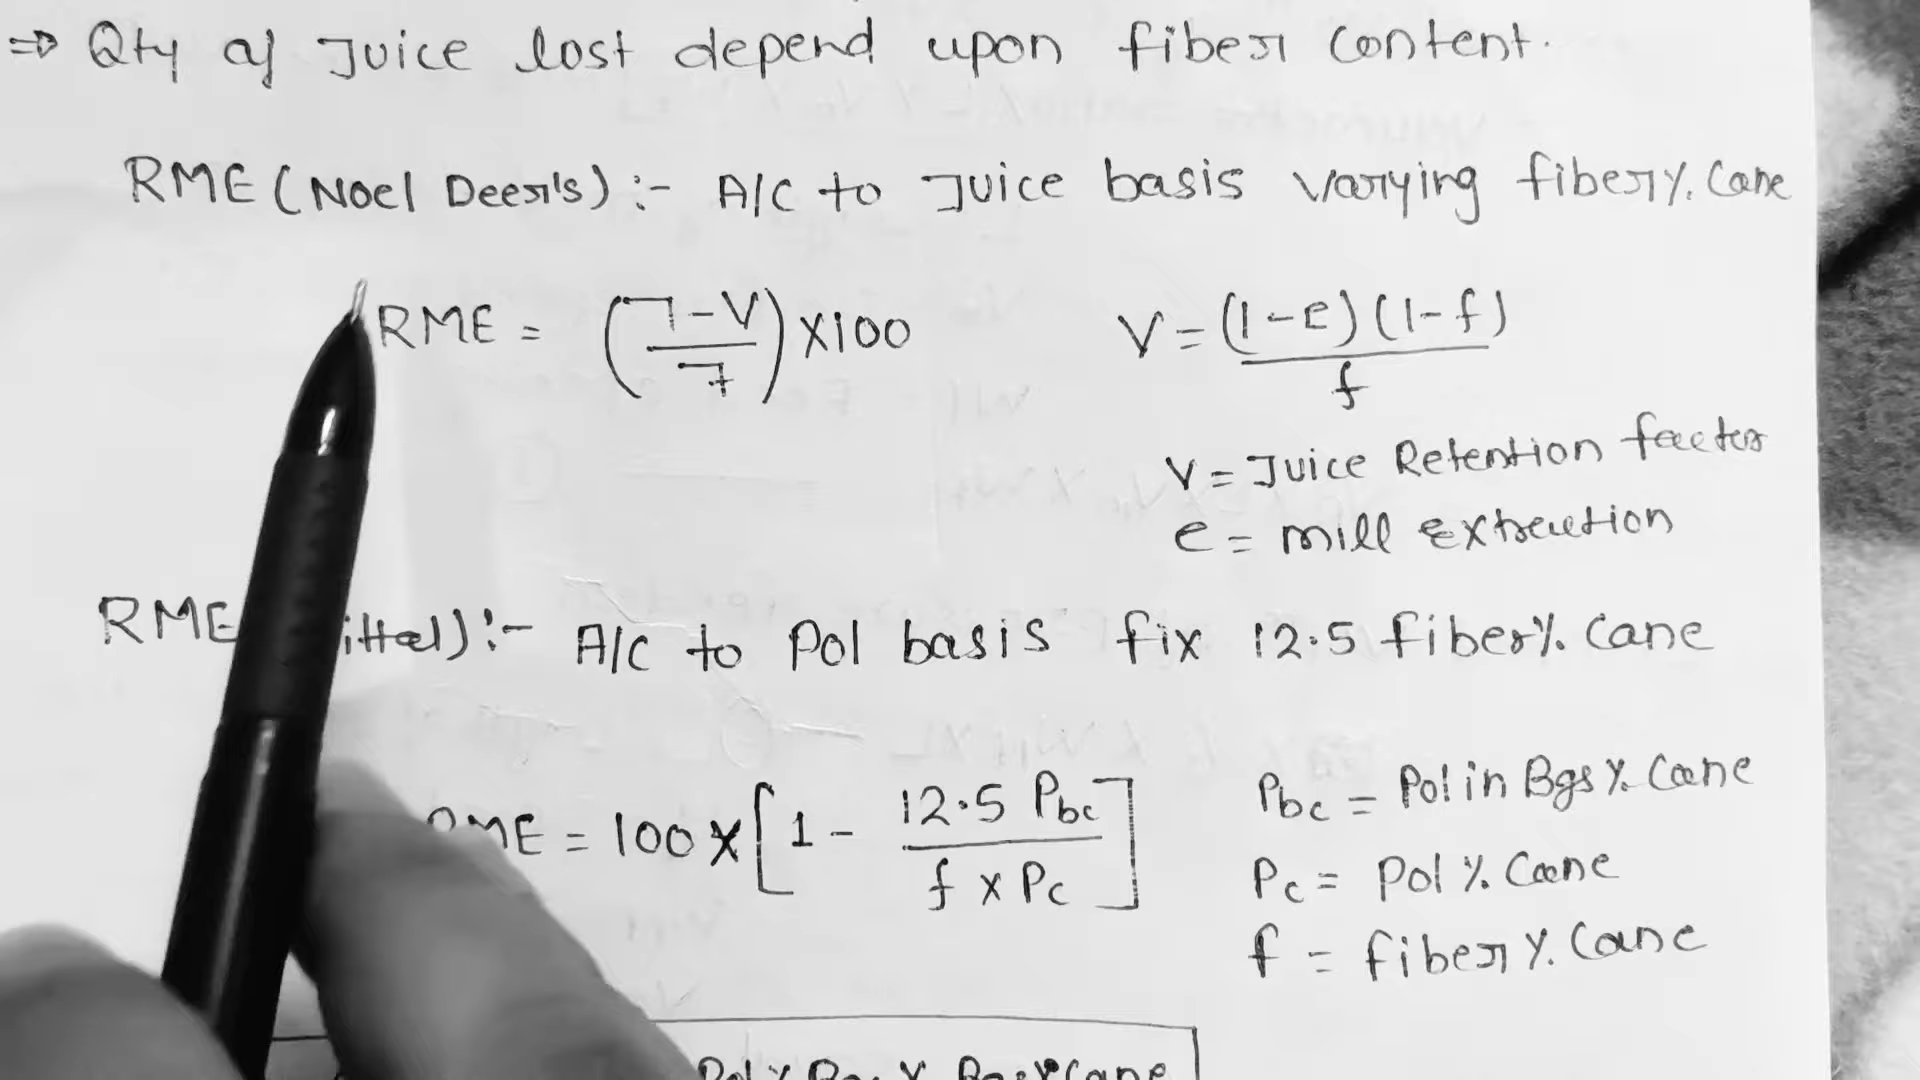 ⇒ Qty of Juice lost depend upon fiber content.
RME (Noel Deer's) :- A/C to Juice basis varying fiber % Cane
RME = ((7-V)/7) X100
V = (1-e)(1-f)/f
V = Juice Retention factor
e = mill Extraction
RME ittal) :- A/C to Pol basis fix 12.5 fiber % Cane
RME = 100 x [1 - 12.5 Pbc/(f x Pc)]
Pbc = Pol in Bgs % Cane
Pc = Pol % Cane
f = fiber % Cane